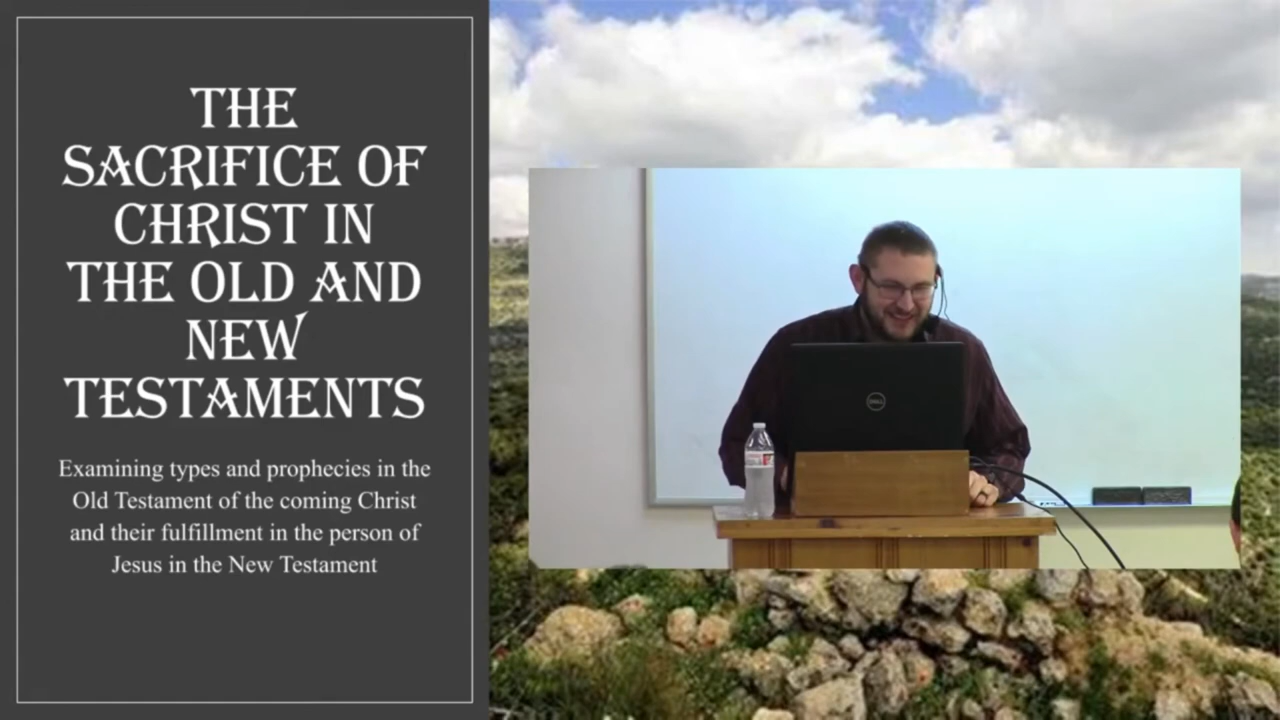 THE
SACRIFICE OF
CHRIST IN
THE OLD AND
NEW
TESTAMENTS
Examining types and prophecies in the
Old Testament of the coming Christ
and their fulfillment in the person of
Jesus in the New Testament
DELL